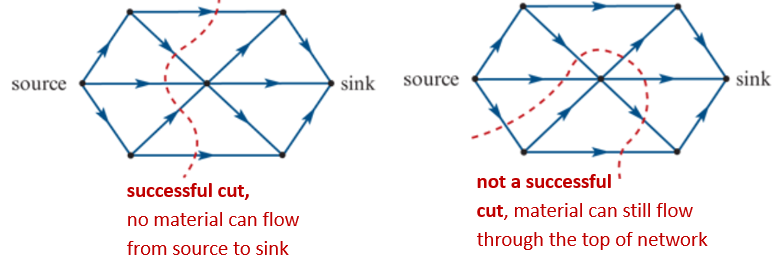 source
sink
successful cut,
no material can flow
from source to sink
source
sink
not a successful
cut, material can still flow
through the top of network